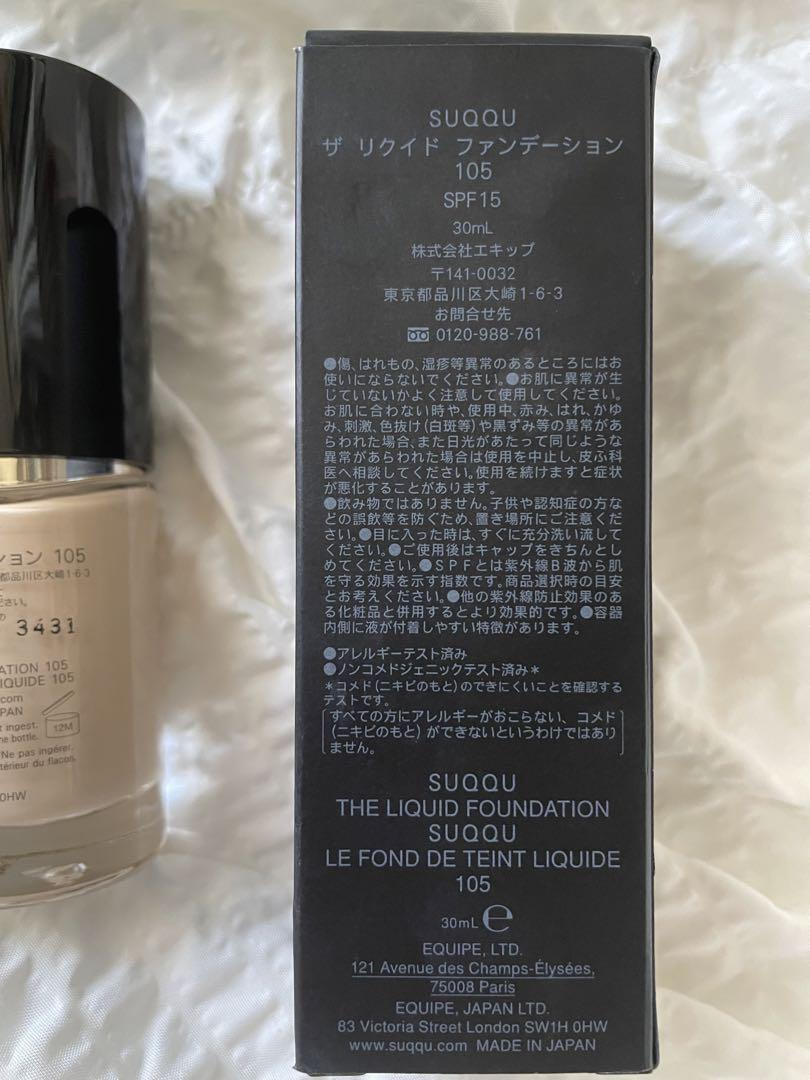 SUQQU
ザ リクイド ファンデーション
105
SPF15
30mL
株式会社エキップ
〒141-0032
東京都品川区大崎1-6-3
お問合せ先
0120-988-761
●傷、はれもの、湿疹等異常のあるところにはお
使いにならないでください。●お肌に異常が生
じていないかよく注意して使用してください。
お肌に合わない時や、使用中、赤み、はれ、かゆ
み、刺激、色抜け(白斑等)や黒ずみ等の異常が
あらわれた場合、また日光があたって同じような
異常があらわれた場合は使用を中止し、皮ふ科
医へ相談してください。使用を続けますと症状
が悪化することがあります。
●飲み物ではありません。子供や認知症の方な
どの誤飲等を防ぐため、置き場所にご注意くだ
さい。●目に入った時は、すぐに充分洗い流して
ください。●ご使用後はキャップをきちんとし
めてください。●SPFとは紫外線B波から肌
を守る効果を示す指数です。商品選択時の目安
とお考えください。●他の紫外線防止効果のあ
る化粧品と併用するとより効果的です。●容器
内側に液が付着しやすい特徴があります。
●アレルギーテスト済み
●ノンコメドジェニックテスト済み*
*コメド(ニキビのもと)のできにくいことを確認する
テストです。
[すべての方にアレルギーがおこらない、コメド
(ニキビのもと)ができないというわけではあり
ません。]
SUQQU
THE LIQUID FOUNDATION
SUQQU
LE FOND DE TEINT LIQUIDE
105
30mL ℮
EQUIPE, LTD.
121 Avenue des Champs-Élysées,
75008 Paris
EQUIPE, JAPAN LTD.
83 Victoria Street London SW1H 0HW
www.suqqu.com MADE IN JAPAN
ション 105
都品川区大崎1-6-3
ださい。
の
3431
ATION 105
IQUIDE 105
com
PAN
t ingest.
ne bottle.
12M
Ne pas ingérer.
térieur du flacon.
0HW